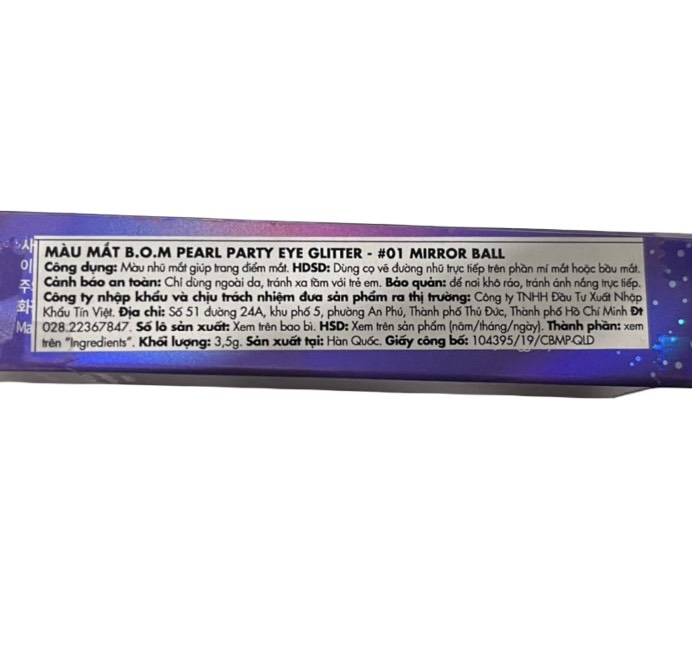 MÀU MẮT B.O.M PEARL PARTY EYE GLITTER - #01 MIRROR BALL
Công dụng: Màu nhũ mắt giúp trang điểm mắt. HDSD: Dùng cọ vẽ đường nhũ trực tiếp trên phần mí mắt hoặc bầu mắt.
Cảnh báo an toàn: Chỉ dùng ngoài da, tránh xa tầm với trẻ em. Bảo quản: để nơi khô ráo, tránh ánh nắng trực tiếp.
Công ty nhập khẩu và chịu trách nhiệm đưa sản phẩm ra thị trường: Công ty TNHH Đầu Tư Xuất Nhập
Khẩu Tín Việt. Địa chỉ: Số 51 đường 24A, khu phố 5, phường An Phú, Thành phố Thủ Đức, Thành phố Hồ Chí Minh Đt
028.22367847. Số lô sản xuất: Xem trên bao bì. HSD: Xem trên sản phẩm (năm/tháng/ngày). Thành phần: xem
trên "Ingredients". Khối lượng: 3,5g. Sản xuất tại: Hàn Quốc. Giấy công bố: 104395/19/CBMP-QLD
사
이
주
화
Ma